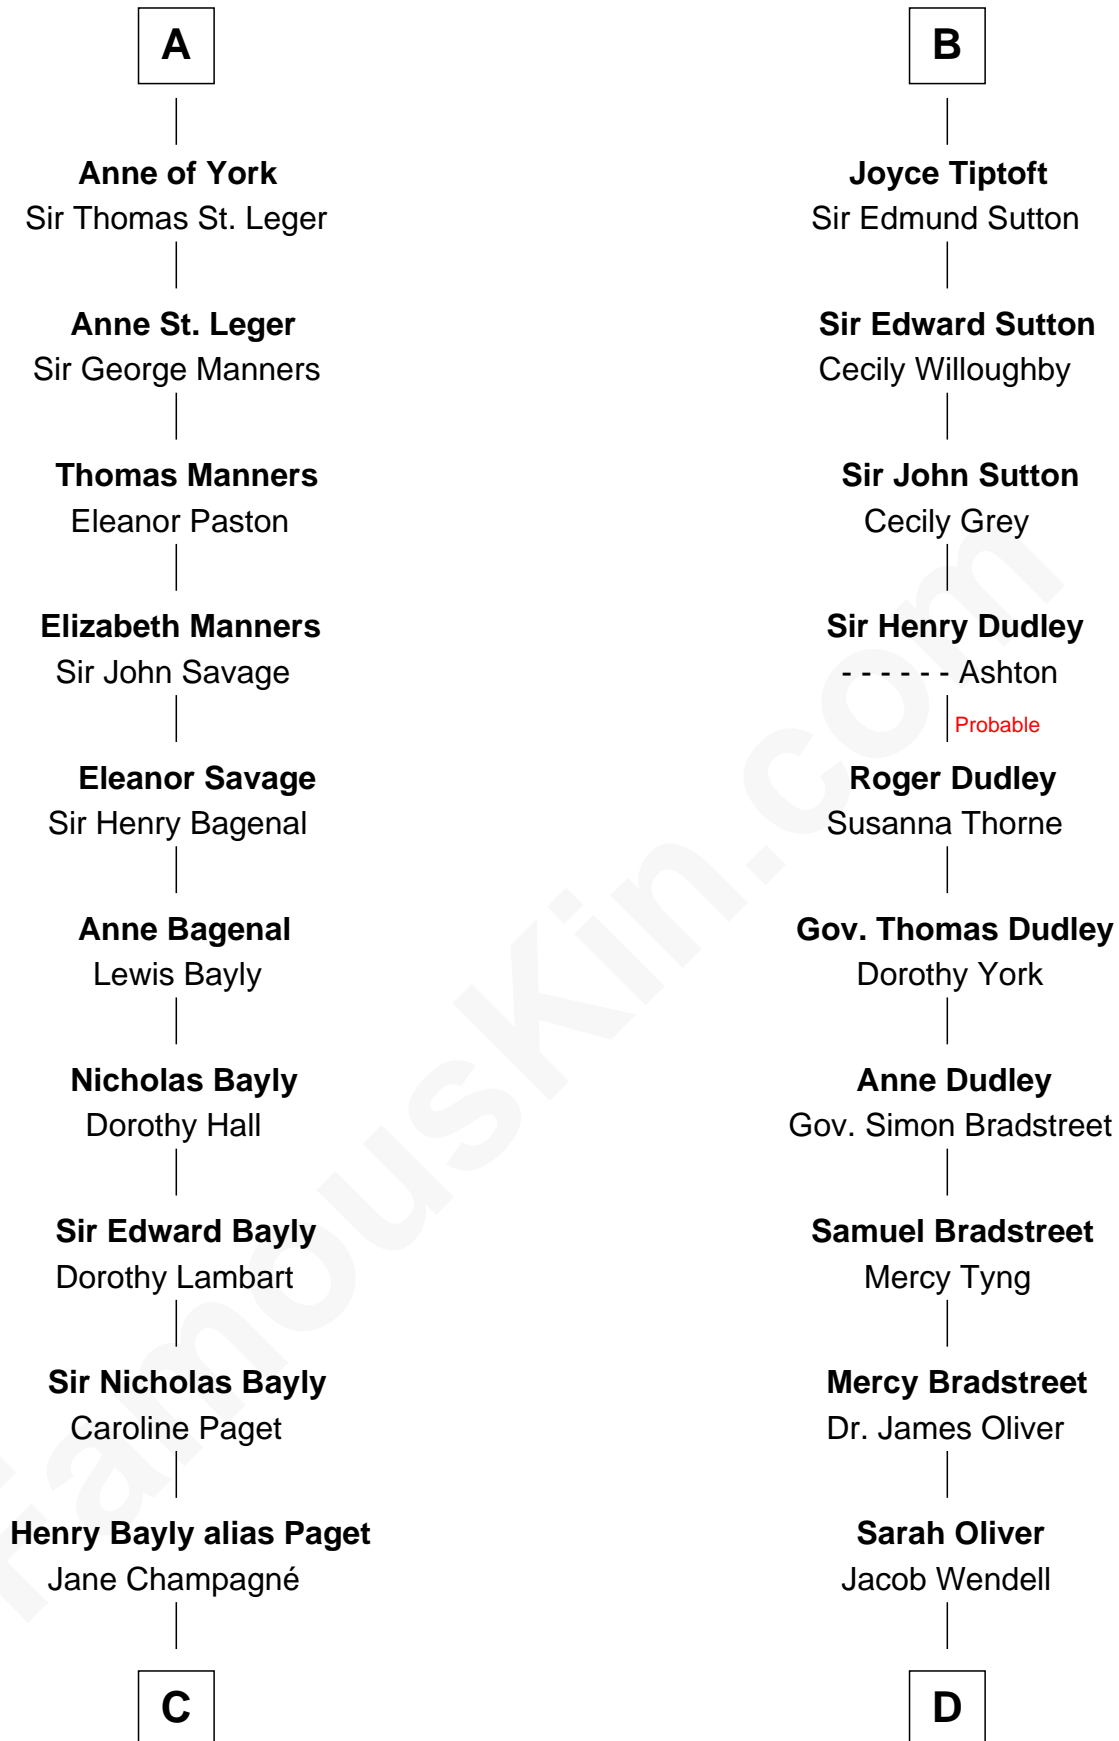 A
Anne of York
Sir Thomas St. Leger
Anne St. Leger
Sir George Manners
Thomas Manners
Eleanor Paston
Elizabeth Manners
Sir John Savage
Eleanor Savage
Sir Henry Bagenal
Anne Bagenal
Lewis Bayly
Nicholas Bayly
Dorothy Hall
Sir Edward Bayly
Dorothy Lambart
Sir Nicholas Bayly
Caroline Paget
Henry Bayly alias Paget
Jane Champagné
C
B
Joyce Tiptoft
Sir Edmund Sutton
Sir Edward Sutton
Cecily Willoughby
Sir John Sutton
Cecily Grey
Sir Henry Dudley
- - - - - - Ashton
Probable
Roger Dudley
Susanna Thorne
Gov. Thomas Dudley
Dorothy York
Anne Dudley
Gov. Simon Bradstreet
Samuel Bradstreet
Mercy Tyng
Mercy Bradstreet
Dr. James Oliver
Sarah Oliver
Jacob Wendell
D
FamousKin.com